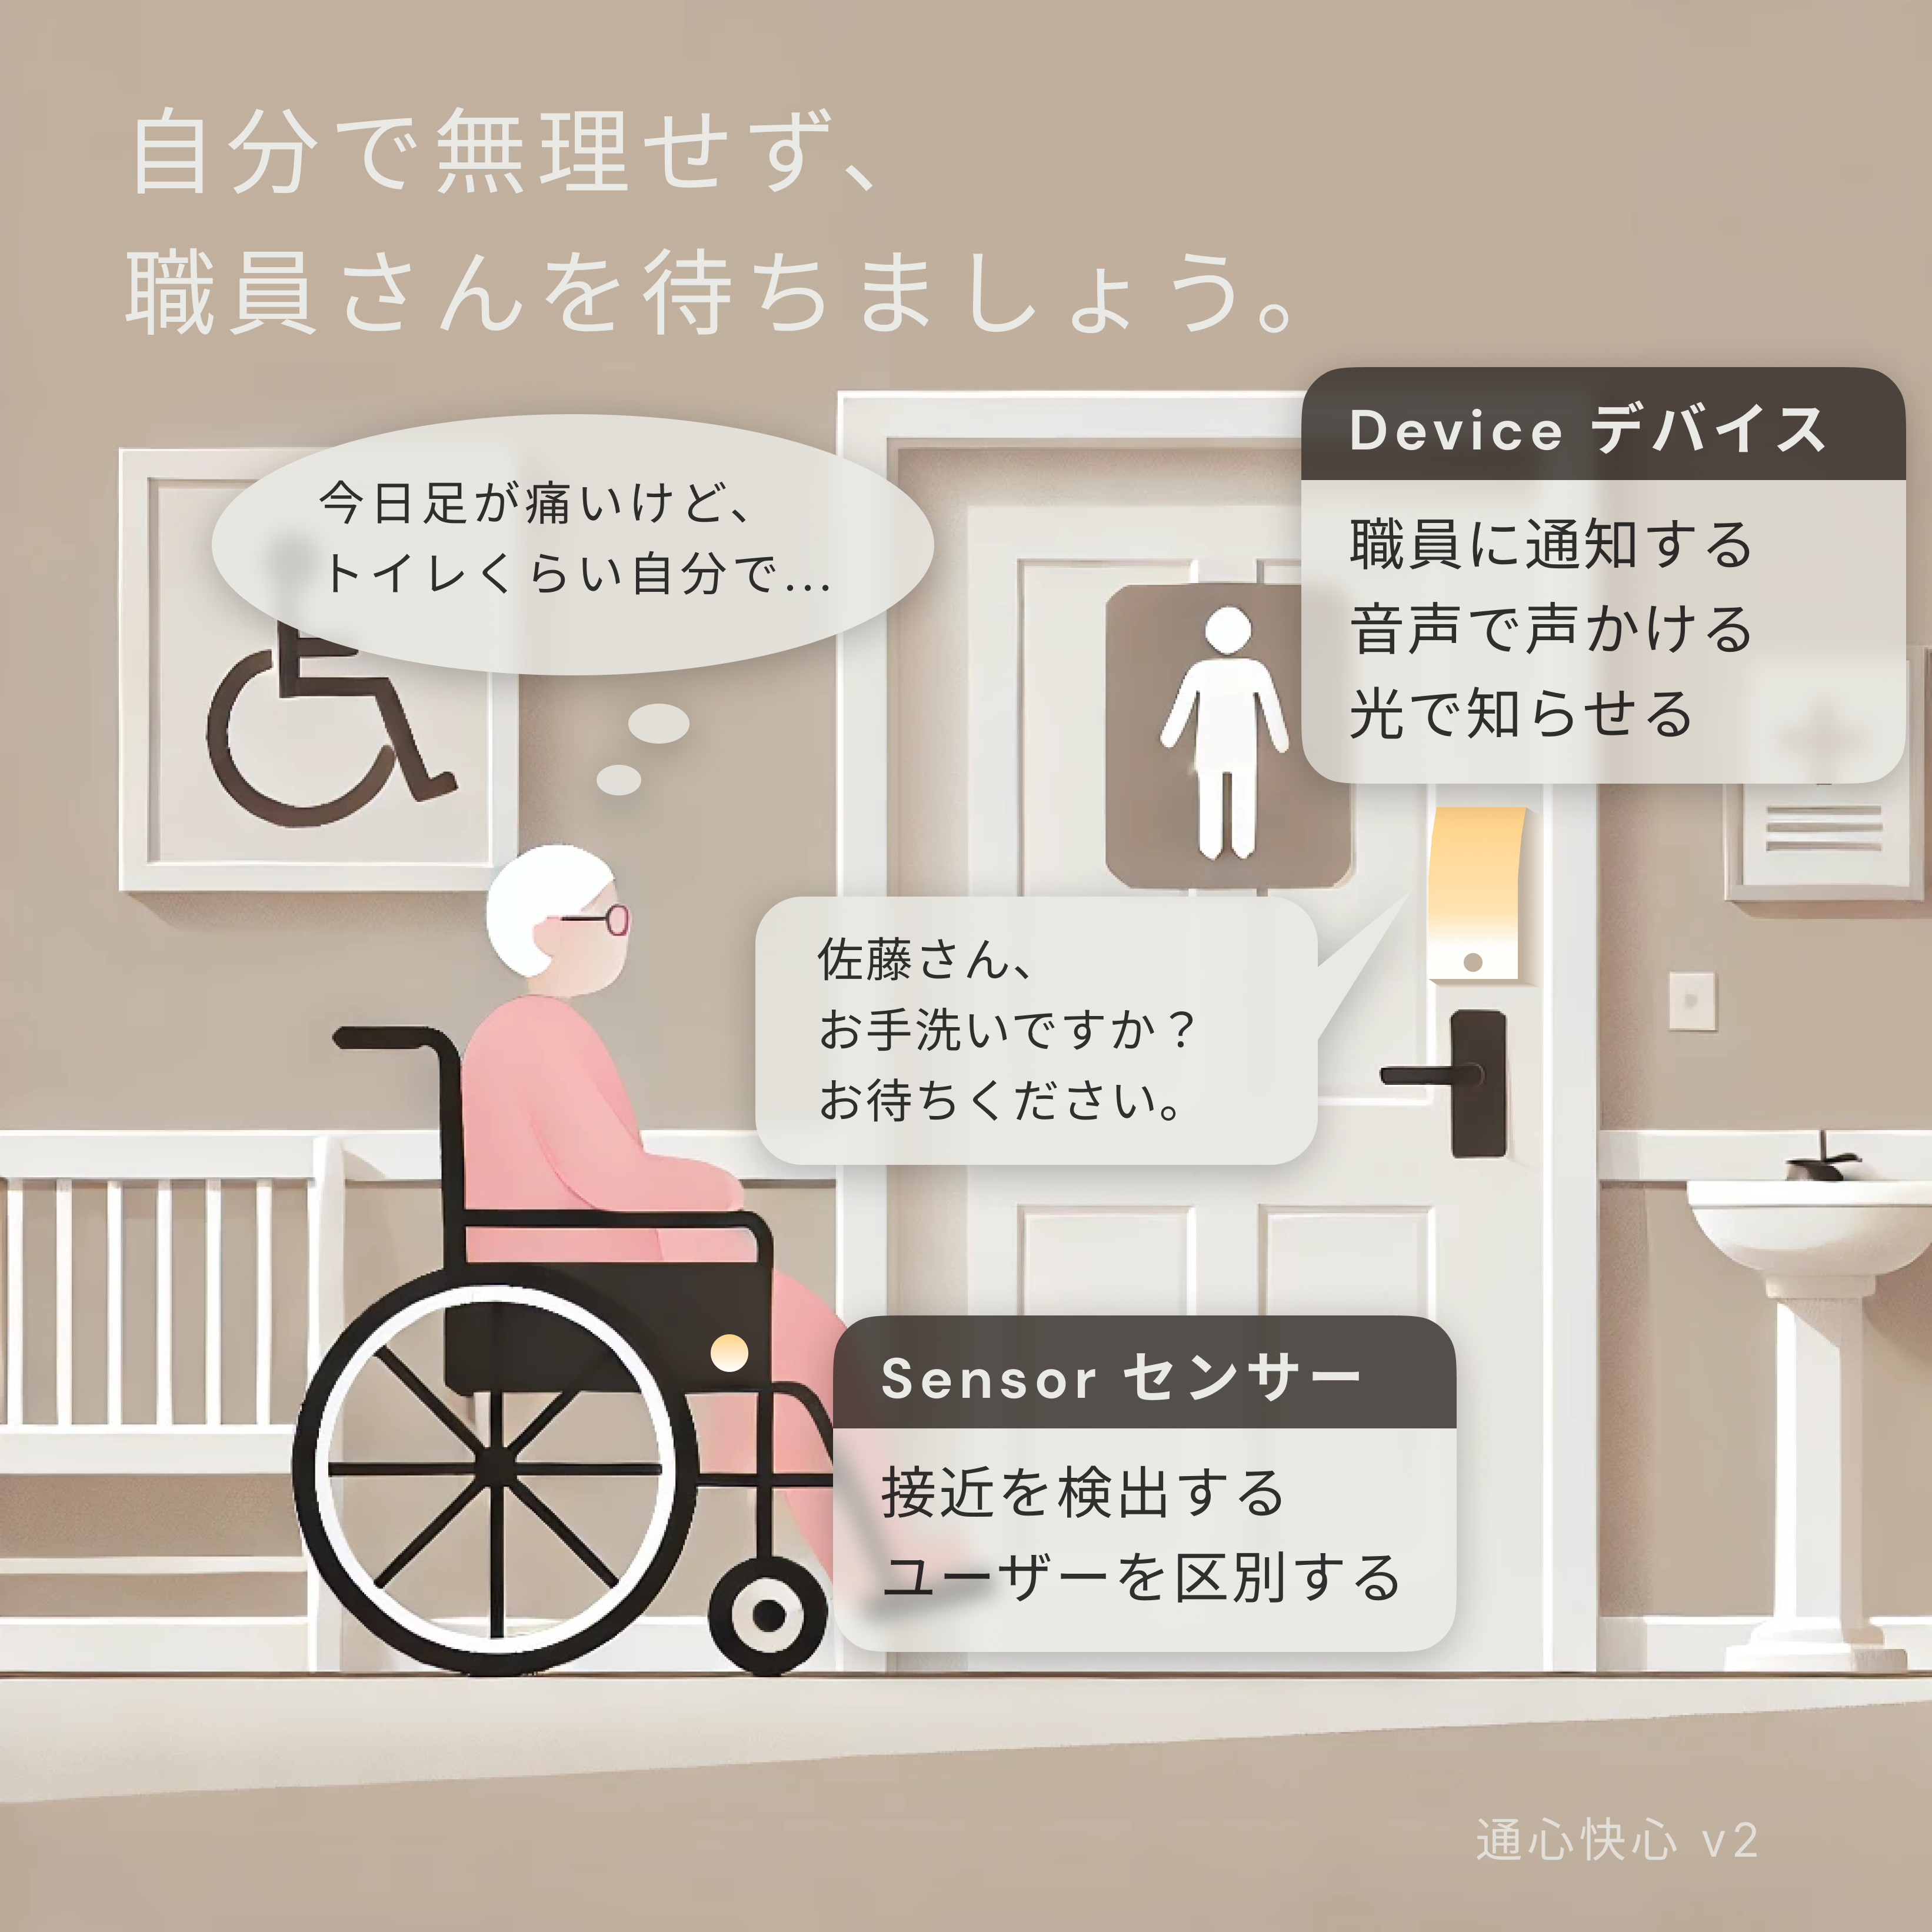 自分で無理せず、
職員さんを待ちましょう。
今日足が痛いけど、
トイレくらい自分で...
Device デバイス
職員に通知する
音声で声かける
光で知らせる
佐藤さん、
お手洗いですか？
お待ちください。
Sensor センサー
接近を検出する
ユーザーを区別する
通心快心 v2